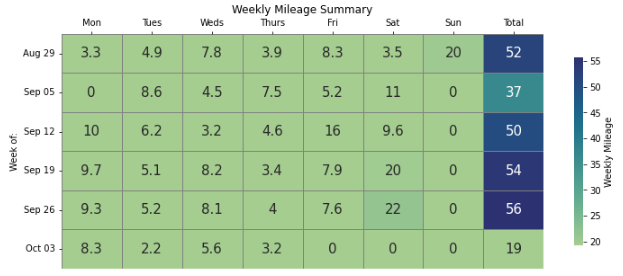 Weekly Mileage Summary
Mon Tues Weds Thurs Fri Sat Sun Total
Aug 29 3.3 4.9 7.8 3.9 8.3 3.5 20 52
Sep 05 0 8.6 4.5 7.5 5.2 11 0 37
Sep 12 10 6.2 3.2 4.6 16 9.6 0 50
Sep 19 9.7 5.1 8.2 3.4 7.9 20 0 54
Sep 26 9.3 5.2 8.1 4 7.6 22 0 56
Oct 03 8.3 2.2 5.6 3.2 0 0 0 19
Week of:
55
50
45
40
35
30
25
20
Weekly Mileage